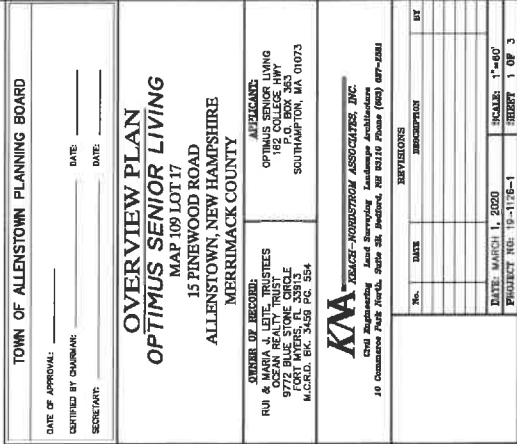 TOWN OF ALLENSTOWN PLANNING BOARD
DATE OF APPROVAL:
CERTIFIED BY CHAIRMAN: DATE:
SECRETARY: DATE:
OVERVIEW PLAN
OPTIMUS SENIOR LIVING
MAP 109 LOT 17
15 PINEWOOD ROAD
ALLENSTOWN, NEW HAMPSHIRE
MERRIMACK COUNTY
OWNER OF RECORD:
RUI & MARIA J. LEITE, TRUSTEES
OCEAN REALTY TRUST
9772 BLUE STONE CIRCLE
FORT MYERS, FL 33913
M.C.R.D. BK. 3459 PG. 554
APPLICANT:
OPTIMUS SENIOR LIVING
162 COLLEGE HWY
P.O. BOX 363
SOUTHAMPTON, MA 01073
KNA KEACH-NORDSTROM ASSOCIATES, INC.
Civil Engineering Land Surveying Landscape Architecture
10 Commerce Park North, Suite 3B, Bedford, NH 03110 Phone (603) 627-2881
REVISIONS
No. DATE DESCRIPTION BY
DATE: MARCH 1, 2020 SCALE: 1"=60'
PROJECT NO: 19-1126-1 SHEET 1 OF 3